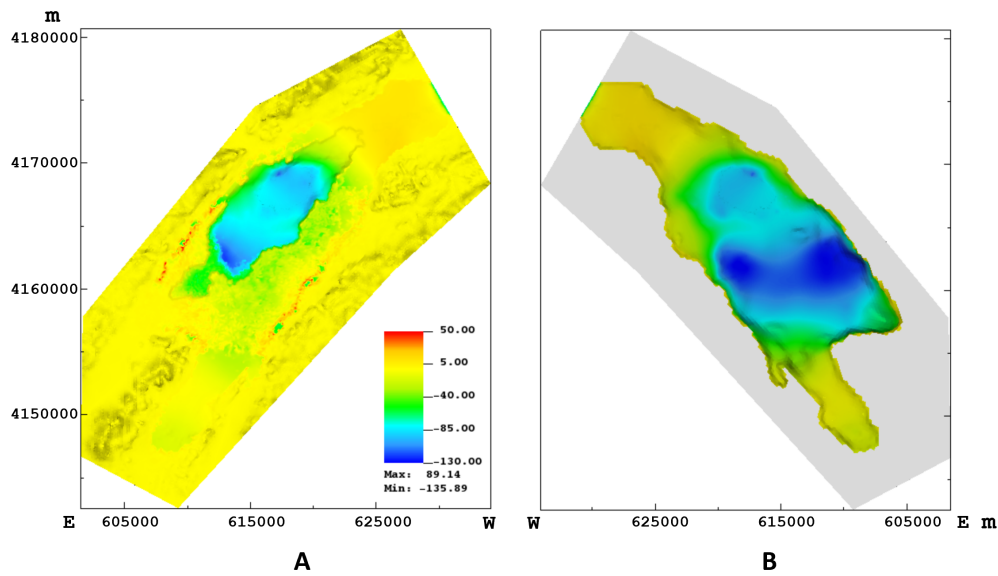 m
4180000
4170000
4160000
4150000
50.00
5.00
-40.00
-85.00
-130.00
Max: 89.14
Min: -135.89
E 605000 615000 625000 W
W 625000 615000 605000 E m
A B